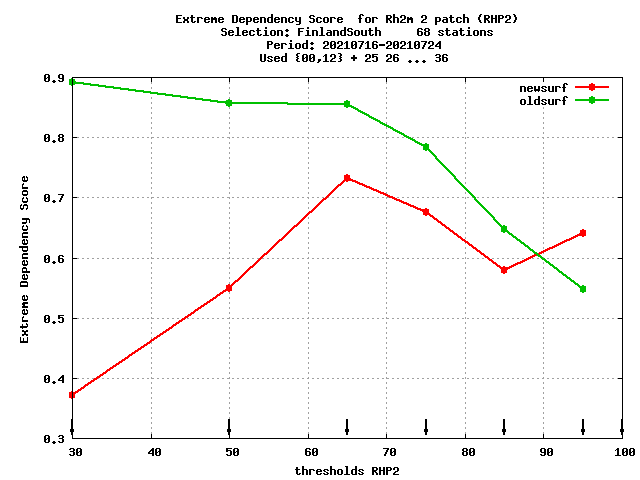 Extreme Dependency Score  for Rh2m 2 patch (RHP2)
Selection: FinlandSouth     68 stations
Period: 20210716-20210724
Used {00,12} + 25 26 ... 36
newsurf
oldsurf
Extreme Dependency Score
0.9
0.8
0.7
0.6
0.5
0.4
0.3
30 40 50 60 70 80 90 100
thresholds RHP2